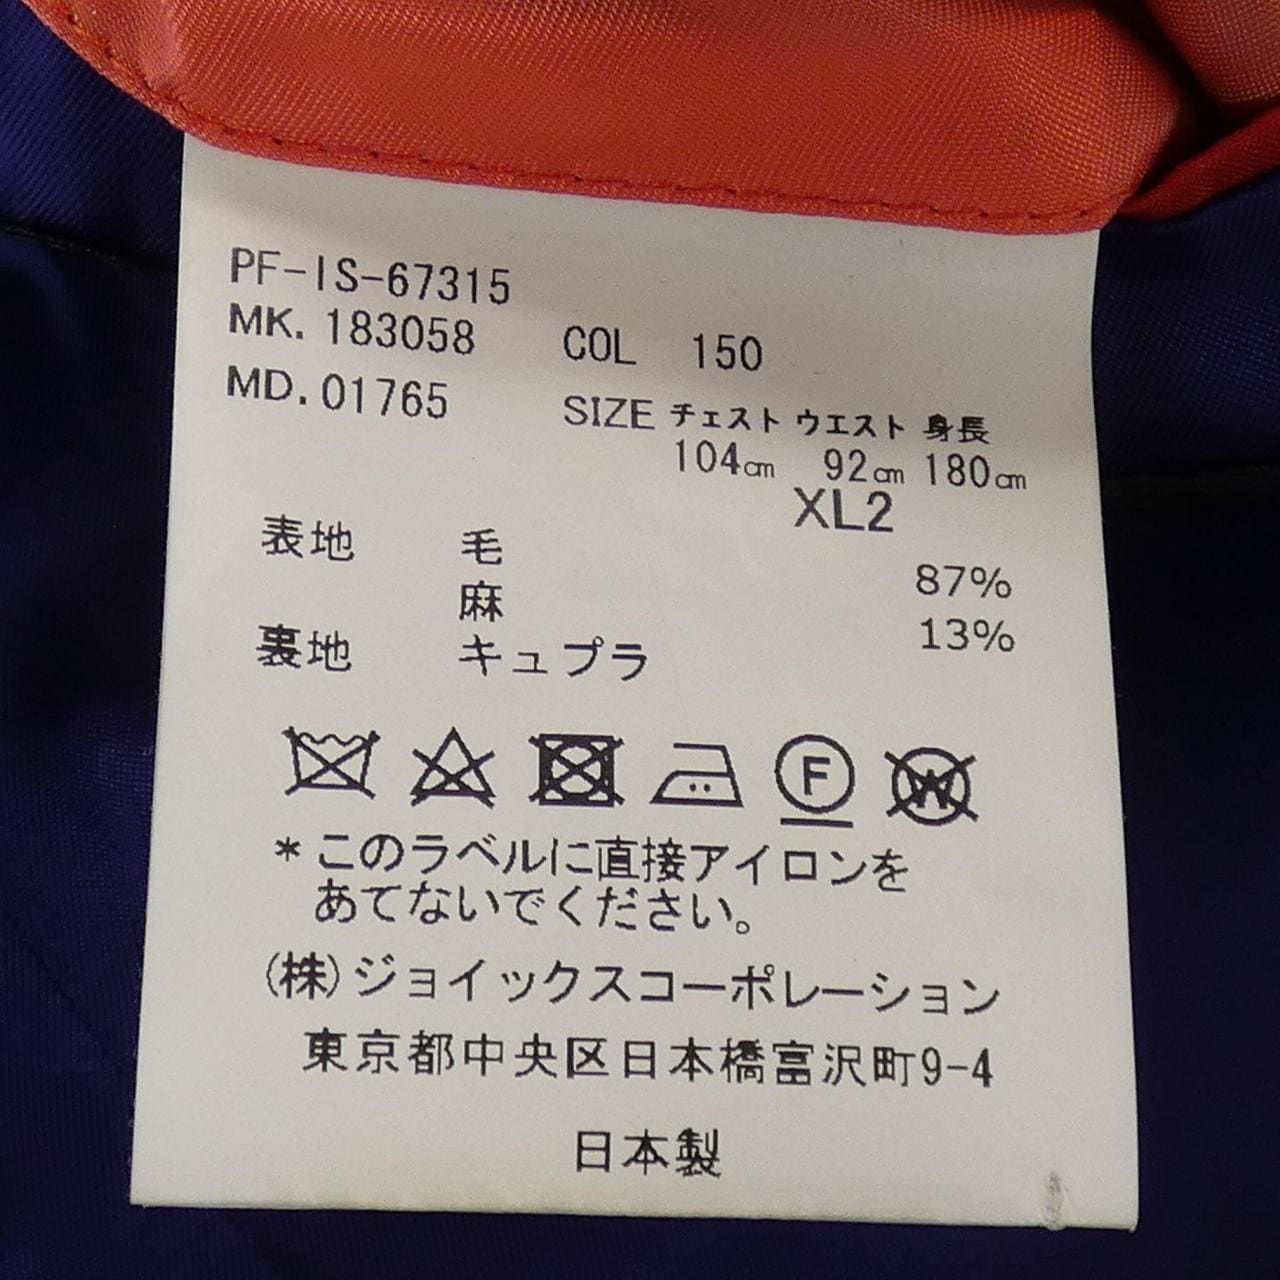 PF-IS-67315
MK. 183058 COL 150
MD. 01765 SIZE チェスト ウエスト 身長
104cm 92cm 180cm
XL2
表地 毛 87%
麻 13%
裏地 キュプラ
F
W
*このラベルに直接アイロンを
あてないでください。
(株)ジョイックスコーポレーション
東京都中央区日本橋富沢町9-4
日本製